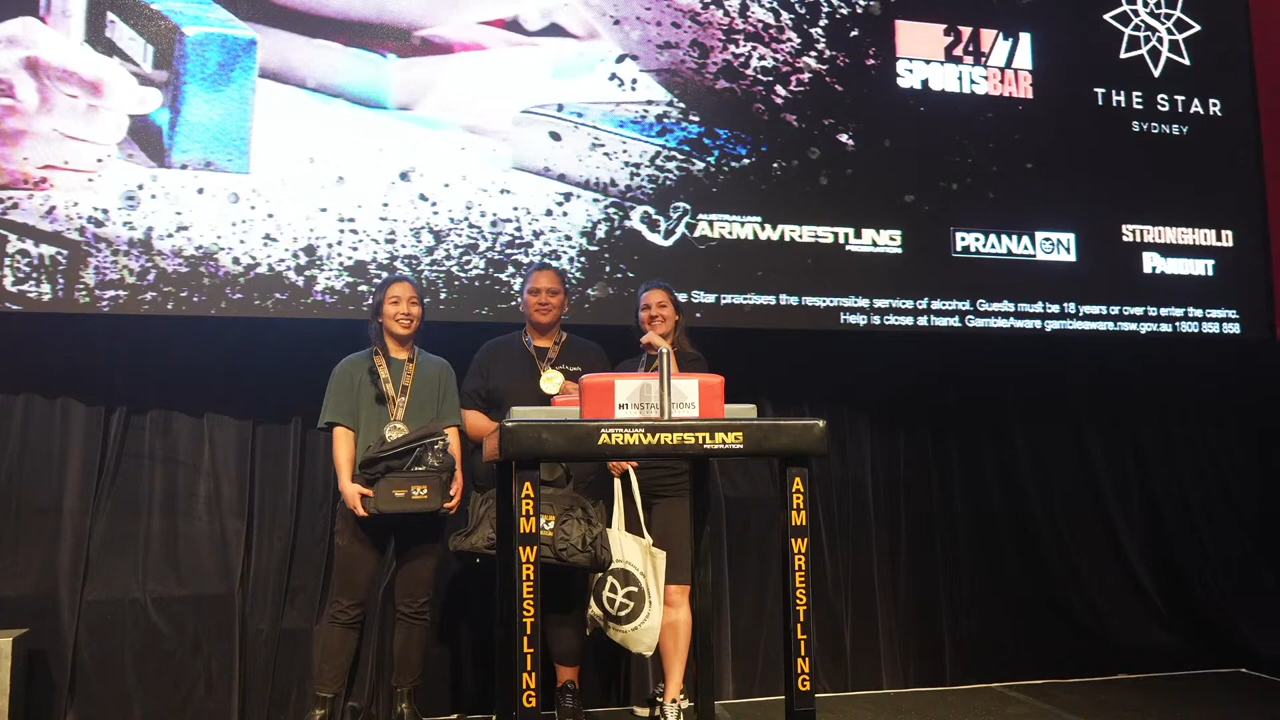 24/7
SPORTSBAR
THE STAR
SYDNEY
AUSTRALIAN
ARMWRESTLING
FEDERATION
PRANA ON
STRONGHOLD
PANDUIT
The Star practises the responsible service of alcohol. Guests must be 18 years or over to enter the casino.
Help is close at hand. GambleAware gambleaware.nsw.gov.au 1800 858 858
H1 INSTALLATIONS
AUSTRALIAN
ARMWRESTLING
FEDERATION
ARM WRESTLING
ARM WRESTLING